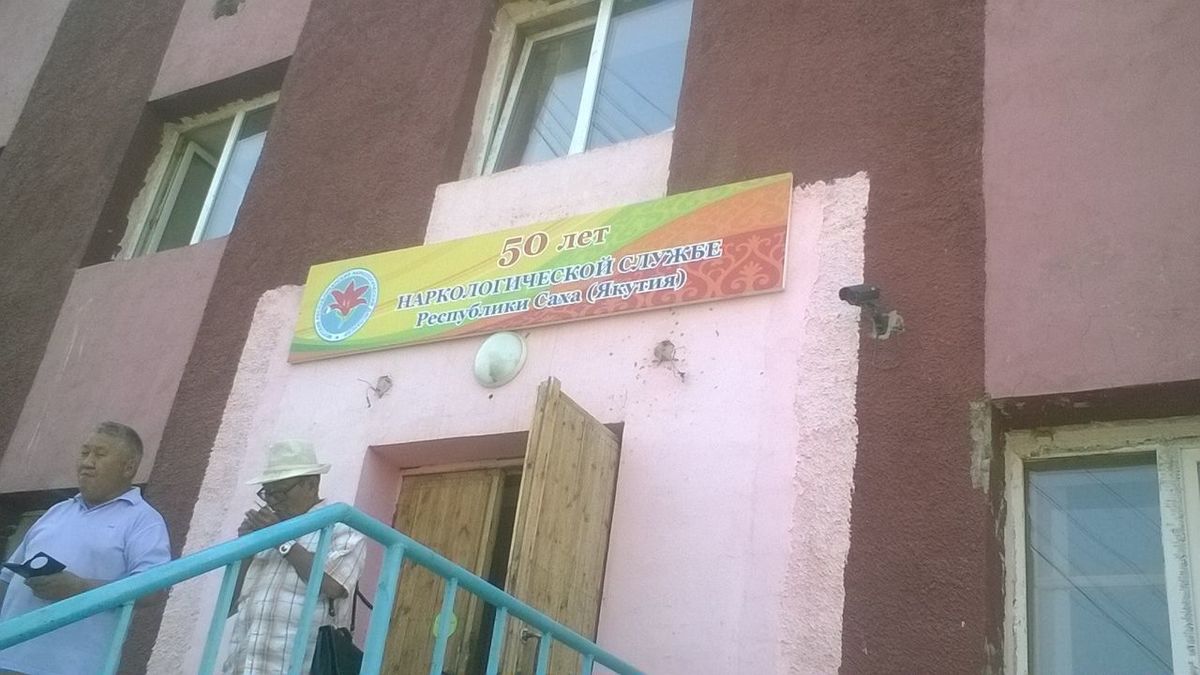 50 лет
НАРКОЛОГИЧЕСКОЙ СЛУЖБЕ
Республики Саха (Якутия)